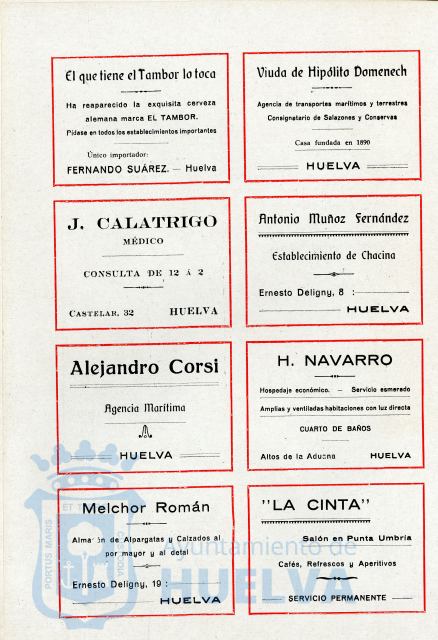 El que tiene el Tambor lo toca
Ha reaparecido la exquisita cerveza
alemana marca EL TAMBOR.
Pídase en todos los establecimientos importantes
Único importador:
FERNANDO SUÁREZ. — Huelva
Viuda de Hipólito Domenech
Agencia de transportes marítimos y terrestres
Consignatario de Salazones y Conservas
Casa fundada en 1890
HUELVA
J. CALATRIGO
MÉDICO
CONSULTA DE 12 Á 2
CASTELAR, 32 HUELVA
Antonio Muñoz Fernández
Establecimiento de Chacina
Ernesto Deligny, 8 :
HUELVA
Alejandro Corsi
Agencia Marítima
HUELVA
H. NAVARRO
Hospedaje económico. — Servicio esmerado
Amplias y ventiladas habitaciones con luz directa
CUARTO DE BAÑOS
Altos de la Aduana HUELVA
Melchor Román
Almacén de Alpargatas y Calzados al
por mayor y al detal
Ernesto Deligny, 19 :
HUELVA
"LA CINTA"
Salón en Punta Umbría
Cafés, Refrescos y Aperitivos
SERVICIO PERMANENTE
PORTUS MARIS
Ayuntamiento de
HUELVA